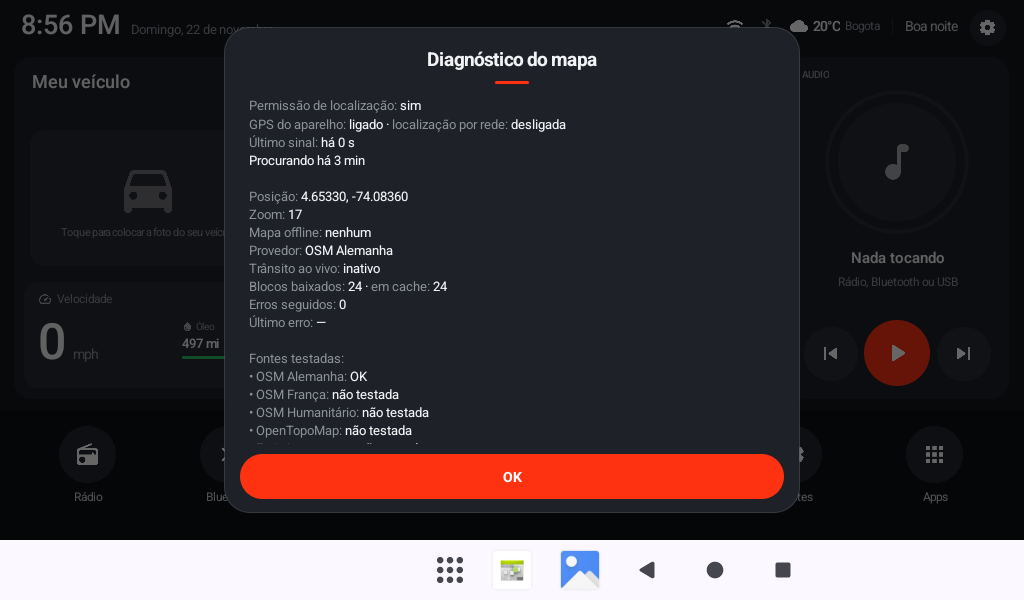 8:56 PM
Domingo, 22 de nov
20°C Bogota
Boa noite
Diagnóstico do mapa
Meu veículo
AUDIO
Permissão de localização: sim
GPS do aparelho: ligado · localização por rede: desligada
Último sinal: há 0 s
Procurando há 3 min
Posição: 4.65330, -74.08360
Zoom: 17
Mapa offline: nenhum
Provedor: OSM Alemanha
Trânsito ao vivo: inativo
Blocos baixados: 24 · em cache: 24
Erros seguidos: 0
Último erro: —
Fontes testadas:
• OSM Alemanha: OK
• OSM França: não testada
• OSM Humanitário: não testada
• OpenTopoMap: não testada
OK
Toque para colocar a foto do seu veíc
Velocidade
0 mph
Óleo
497 mi
Nada tocando
Rádio, Bluetooth ou USB
Rádio
Blue
tes
Apps